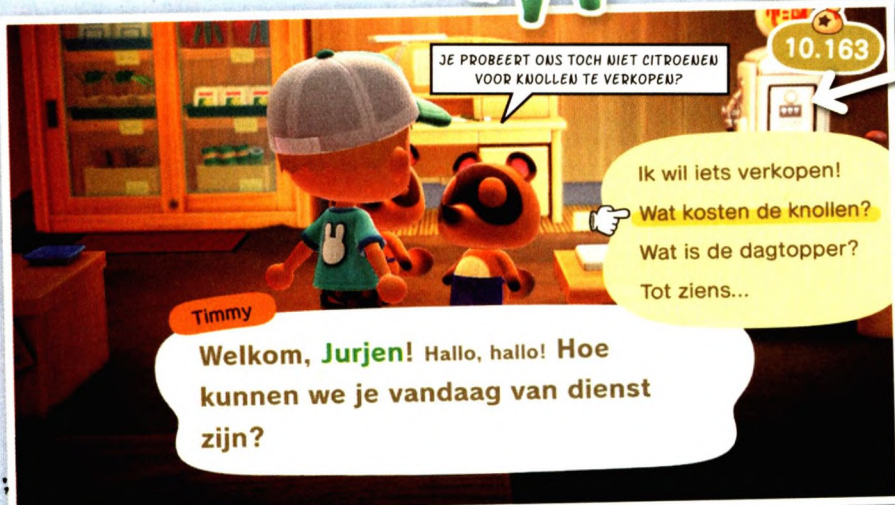 10.163
JE PROBEERT ONS TOCH NIET CITROENEN
VOOR KNOLLEN TE VERKOPEN?
Ik wil iets verkopen!
Wat kosten de knollen?
Wat is de dagtopper?
Tot ziens...
Timmy
Welkom, Jurjen! Hallo, hallo! Hoe
kunnen we je vandaag van dienst
zijn?